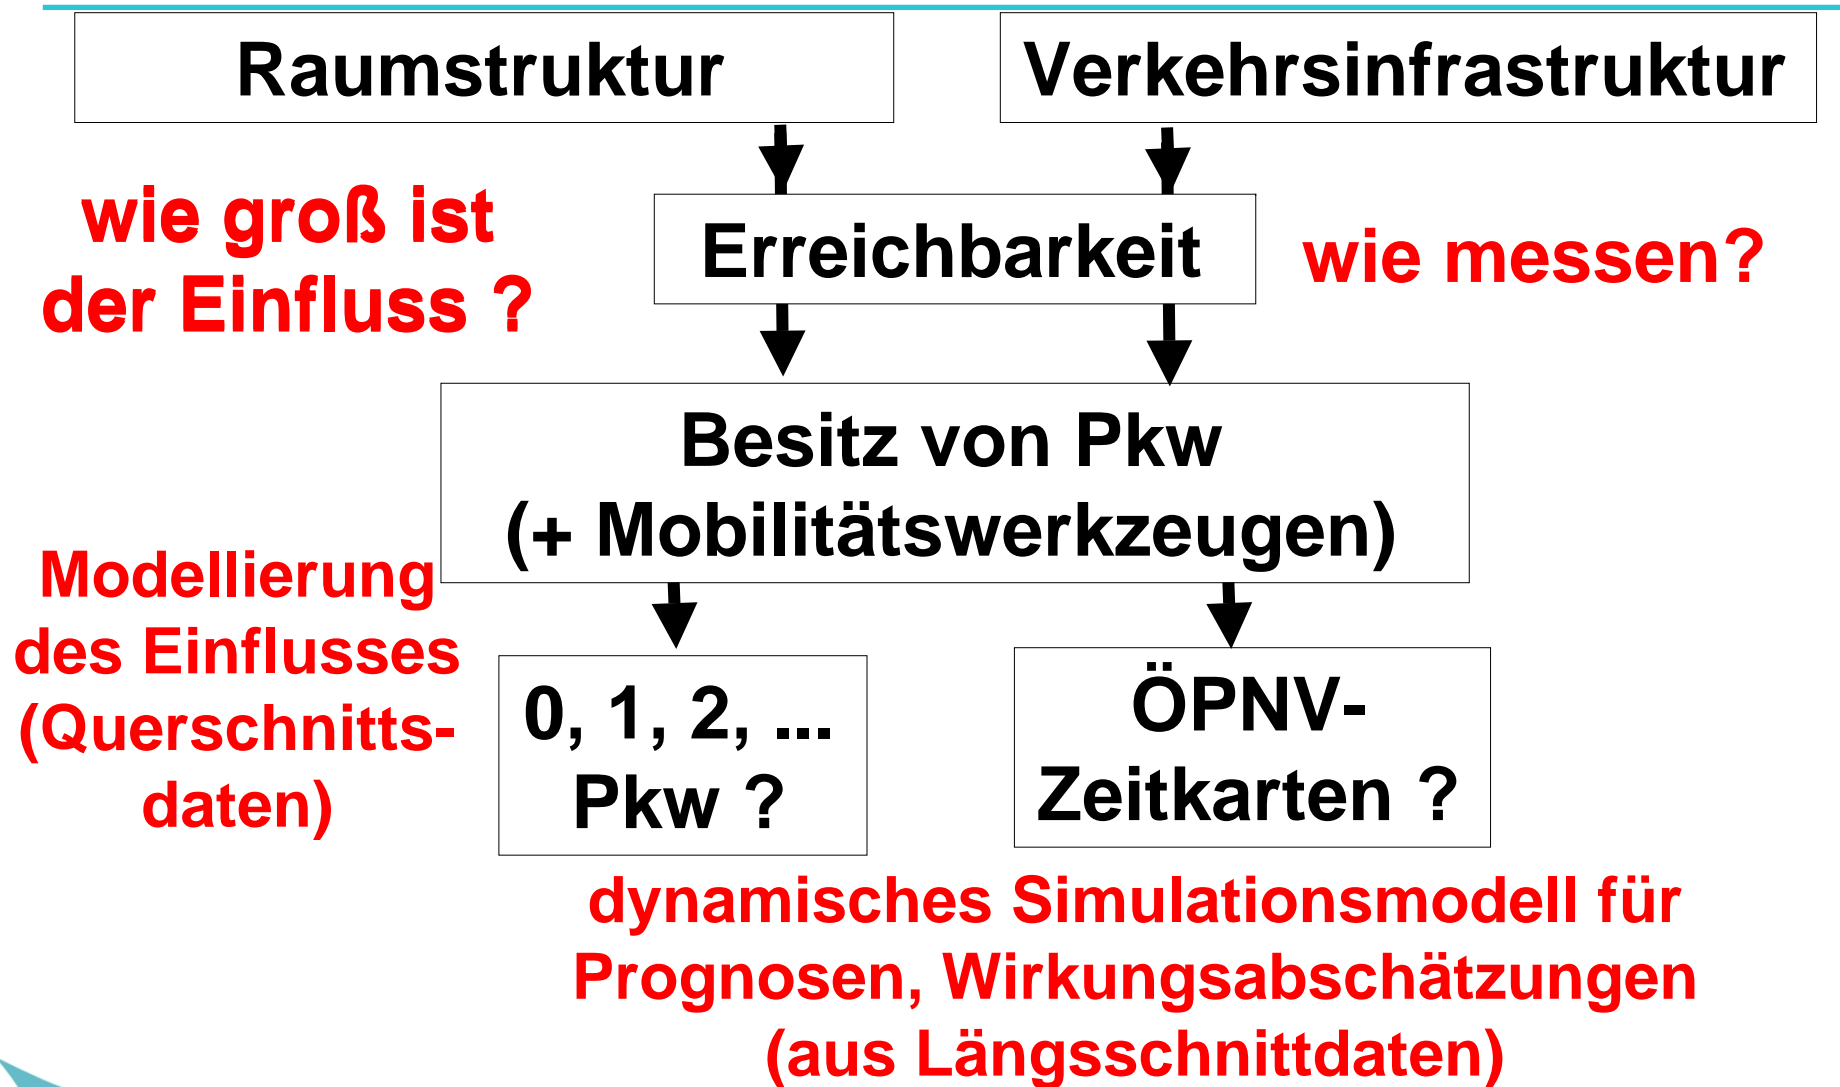 Raumstruktur
Verkehrsinfrastruktur
wie groß ist
der Einfluss ?
Erreichbarkeit
wie messen?
Besitz von Pkw
(+ Mobilitätswerkzeugen)
Modellierung
des Einflusses
(Querschnitts-
daten)
0, 1, 2, ...
Pkw ?
ÖPNV-
Zeitkarten ?
dynamisches Simulationsmodell für
Prognosen, Wirkungsabschätzungen
(aus Längsschnittdaten)